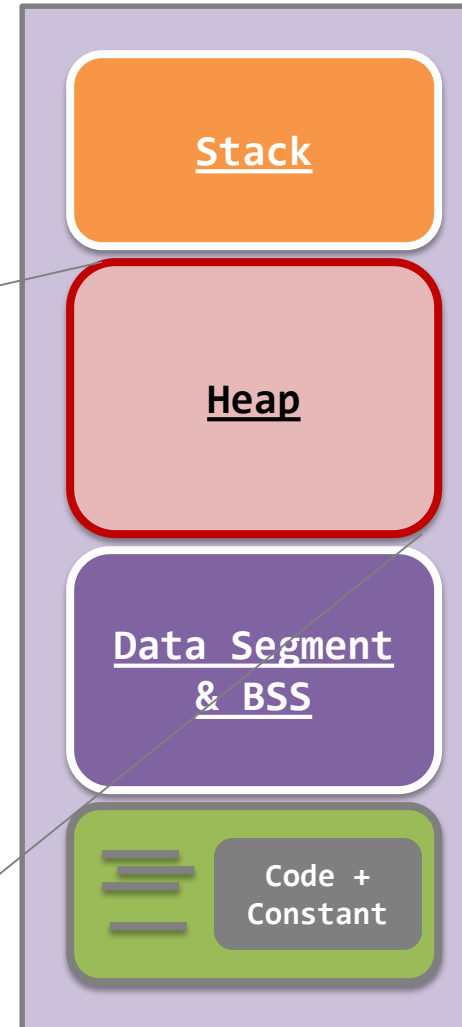 Stack
Heap
Data Segment
& BSS
Code +
Constant